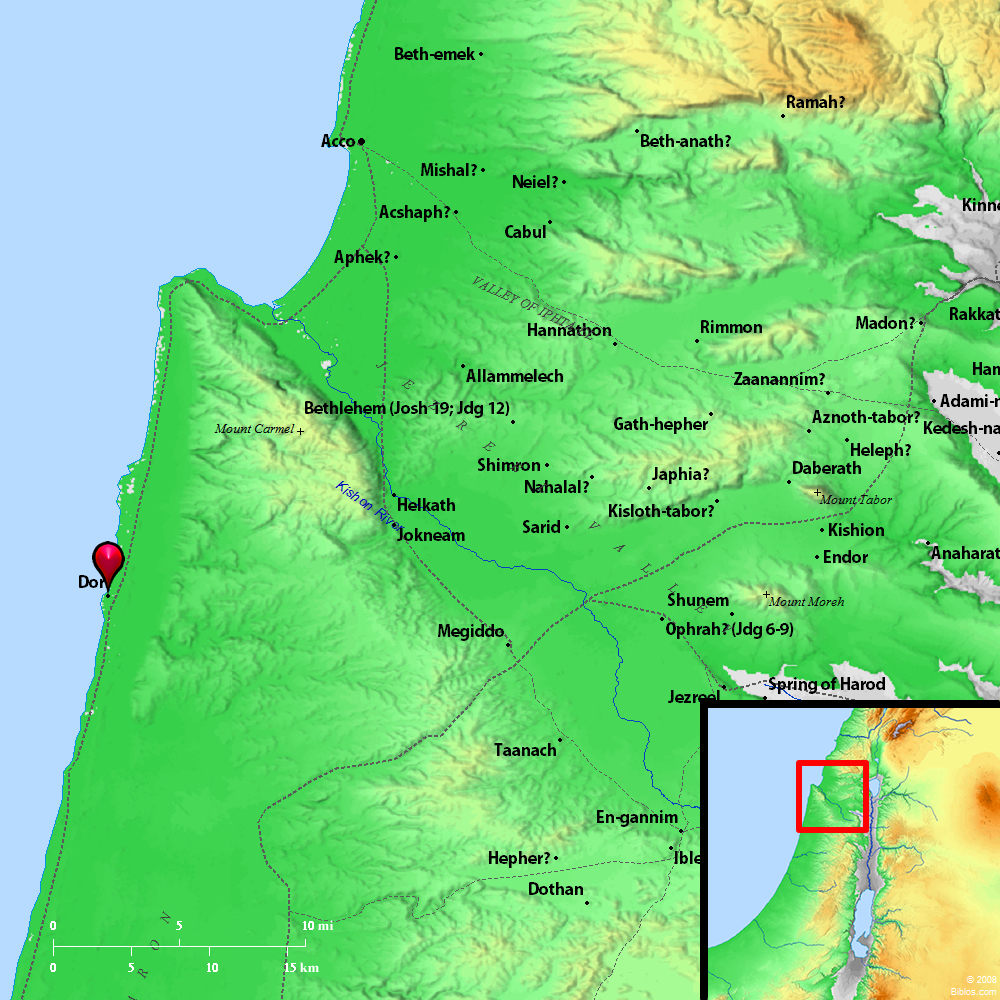 Beth-emek
Ramah?
Acco
Beth-anath?
Mishal?
Neiel?
Acshaph?
Kinne
Cabul
Aphek?
VALLEY OF IPHTAH
Hannathon
Rimmon
Madon?
Rakkat
Allammelech
Zaanannim?
Ham
JEZREEL VALLEY
Bethlehem (Josh 19; Jdg 12)
Adami-n
Mount Carmel
Gath-hepher
Aznoth-tabor?
Kedesh-na
Heleph?
Shimron
Japhia?
Daberath
Nahalal?
Mount Tabor
Kishon River
Helkath
Kisloth-tabor?
Jokneam
Sarid
Kishion
Anaharat
Endor
Dor
Shunem
Mount Moreh
Megiddo
Ophrah? (Jdg 6-9)
Spring of Harod
Jezreel
Taanach
En-gannim
Hepher?
Ible
Dothan
RON
0 5 10 mi
0 5 10 15 km
© 2008
Biblos.com